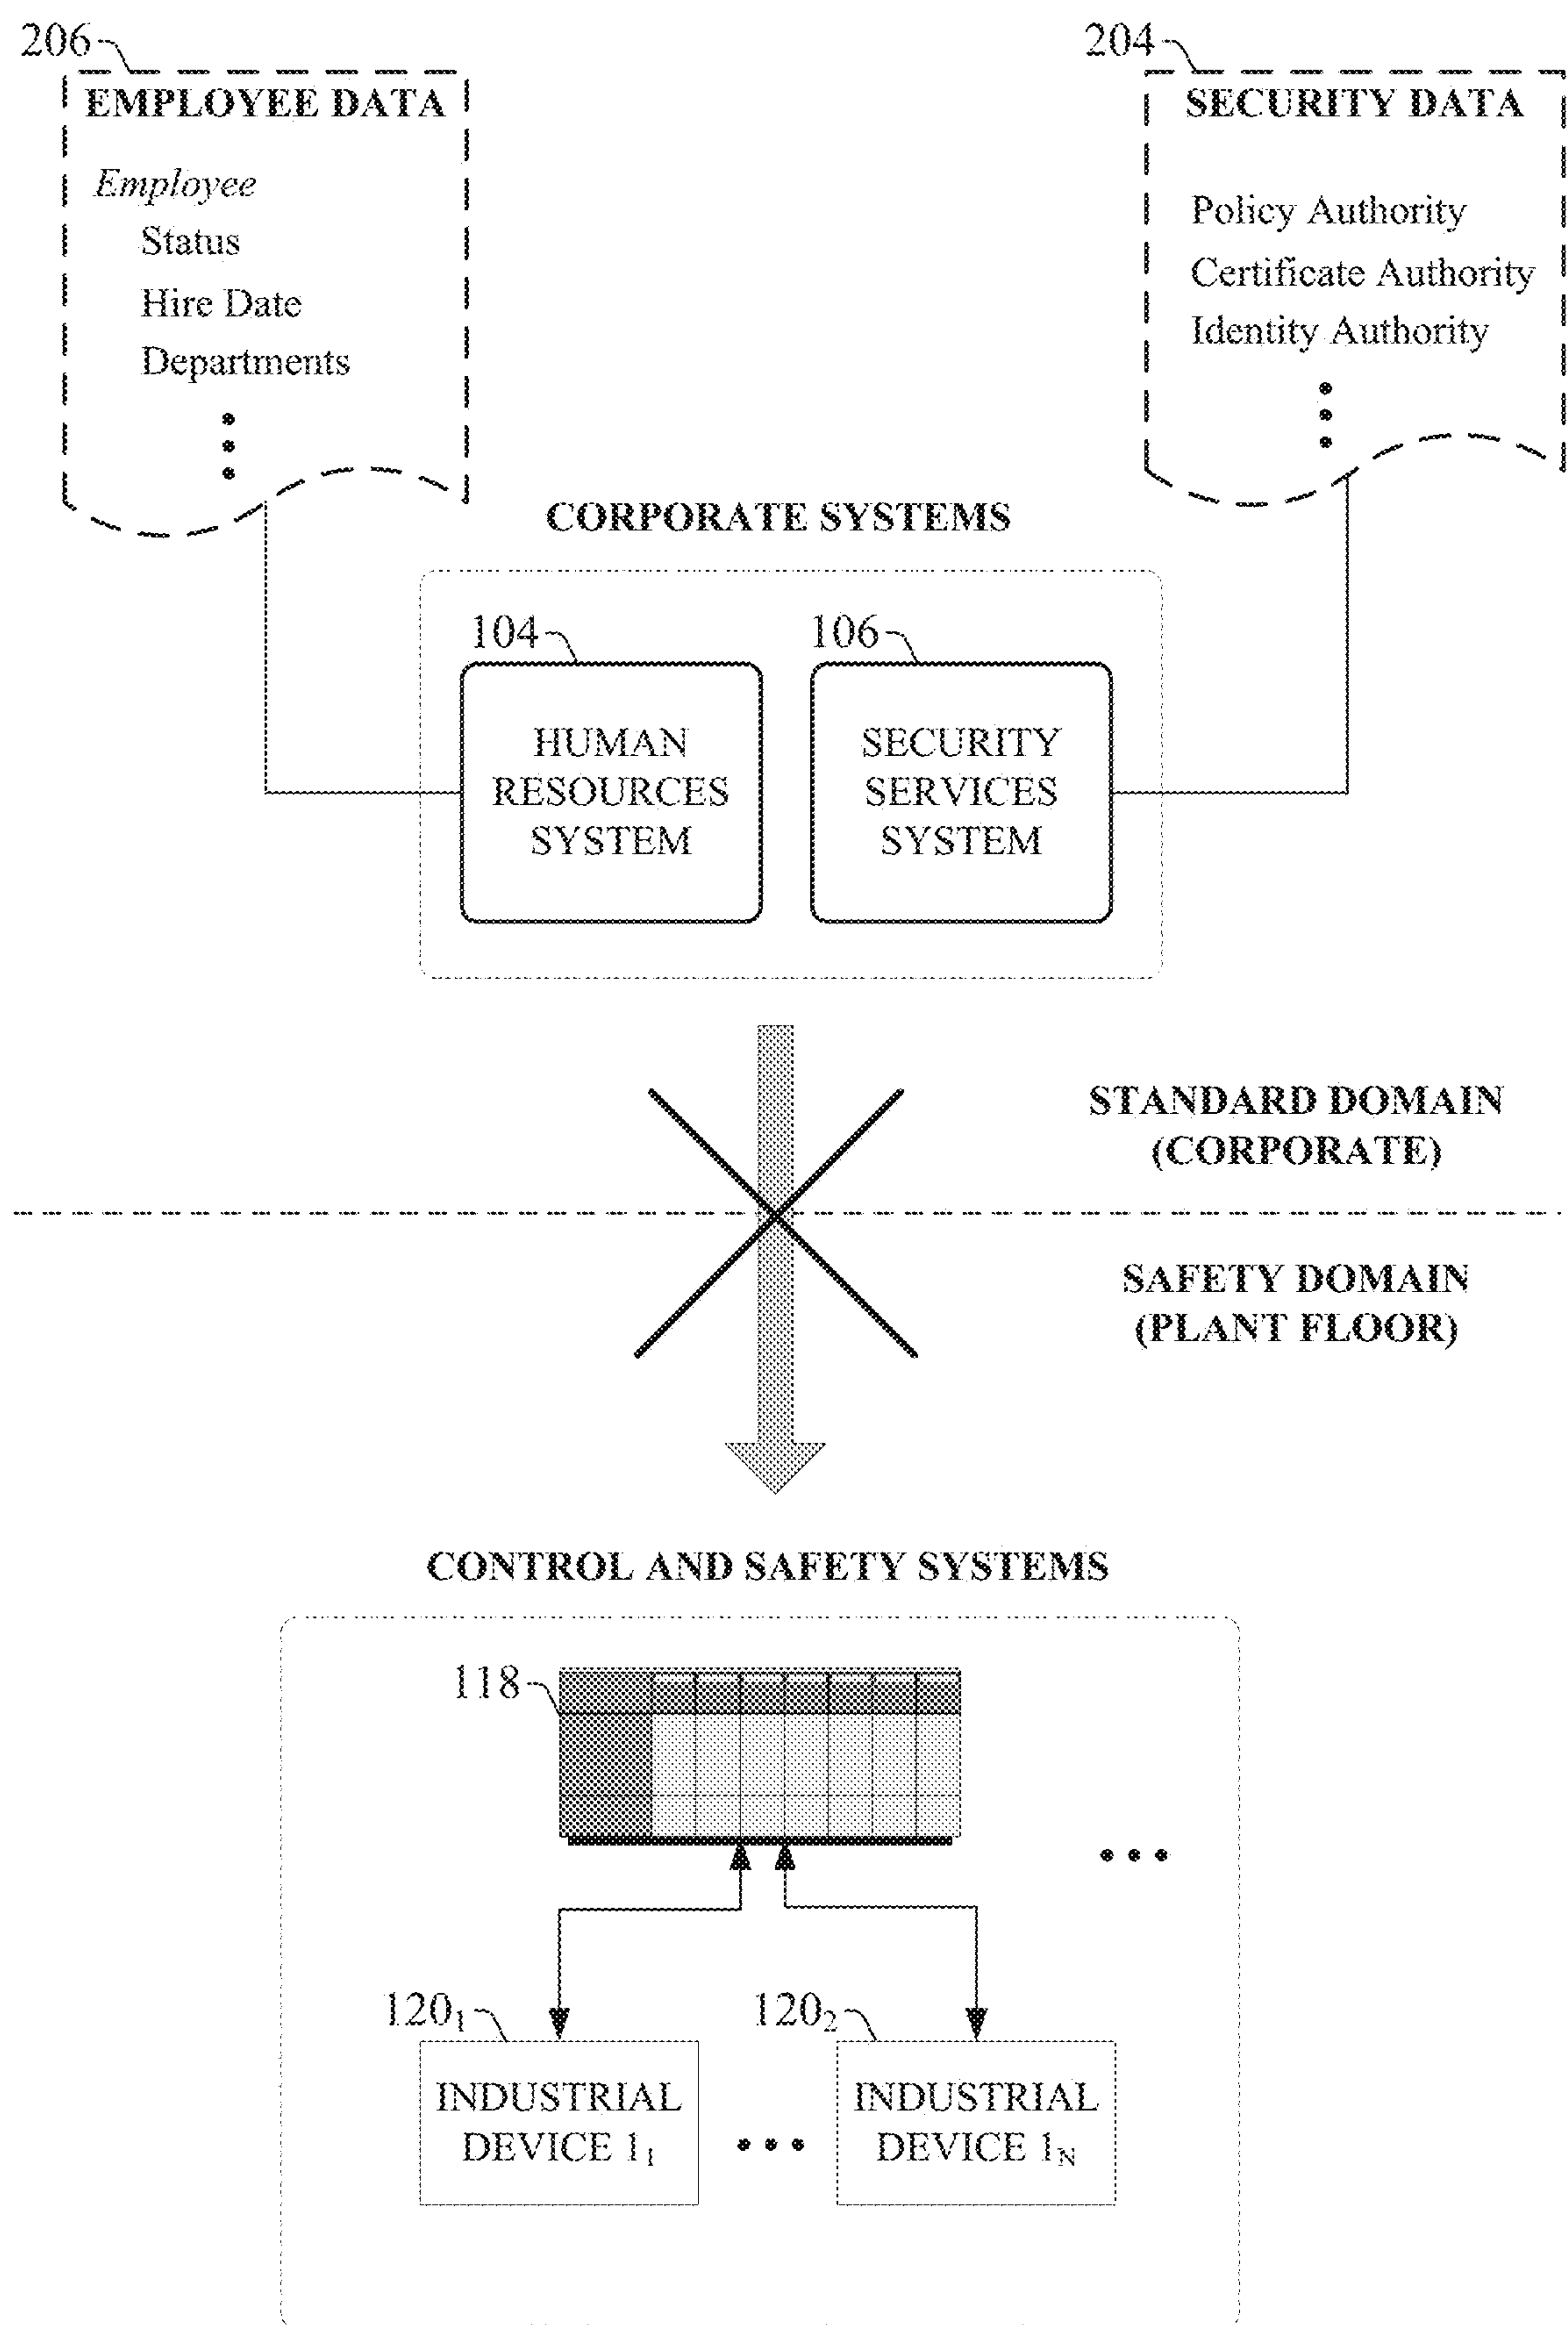 206
EMPLOYEE DATA
Employee
Status
Hire Date
Departments
204
SECURITY DATA
Policy Authority
Certificate Authority
Identity Authority
CORPORATE SYSTEMS
104
HUMAN
RESOURCES
SYSTEM
106
SECURITY
SERVICES
SYSTEM
STANDARD DOMAIN
(CORPORATE)
SAFETY DOMAIN
(PLANT FLOOR)
CONTROL AND SAFETY SYSTEMS
118
120₁
INDUSTRIAL
DEVICE 1₁
120₂
INDUSTRIAL
DEVICE 1_N